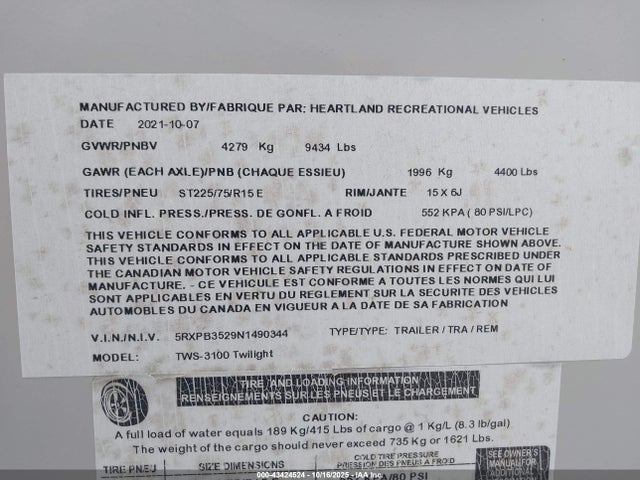 MANUFACTURED BY/FABRIQUE PAR: HEARTLAND RECREATIONAL VEHICLES
DATE 2021-10-07
GVWR/PNBV 4279 Kg 9434 Lbs
GAWR (EACH AXLE)/PNB (CHAQUE ESSIEU) 1996 Kg 4400 Lbs
TIRES/PNEU ST225/75/R15 E RIM/JANTE 15 X 6J
COLD INFL. PRESS./PRESS. DE GONFL. A FROID 552 KPA ( 80 PSI/LPC)
THIS VEHICLE CONFORMS TO ALL APPLICABLE U.S. FEDERAL MOTOR VEHICLE
SAFETY STANDARDS IN EFFECT ON THE DATE OF MANUFACTURE SHOWN ABOVE.
THIS VEHICLE CONFORMS TO ALL APPLICABLE STANDARDS PRESCRIBED UNDER
THE CANADIAN MOTOR VEHICLE SAFETY REGULATIONS IN EFFECT ON DATE OF
MANUFACTURE. - CE VEHICULE EST CONFORME A TOUTES LES NORMES QUI LUI
SONT APPLICABLES EN VERTU DU REGLEMENT SUR LA SECURITE DES VEHICLES
AUTOMOBILES DU CANADA EN VIGUEUR A LA DATE DE SA FABRICATION
V.I.N./N.I.V. 5RXPB3529N1490344 TYPE/TYPE: TRAILER / TRA / REM
MODEL: TWS-3100 Twilight
TIRE AND LOADING INFORMATION
RENSEIGNEMENTS SUR LES PNEUS ET LE CHARGEMENT
CAUTION:
A full load of water equals 189 Kg/415 Lbs of cargo @ 1 Kg/L (8.3 lb/gal)
The weight of the cargo should never exceed 735 Kg or 1621 Lbs.
TIRE PNEU SIZE DIMENSIONS COLD TIRE PRESSURE
PRESSION DES PNEUS A FROID
SEE OWNER'S
MANUAL FOR
/80 PSI
000-43424524 - 10/16/2025 - IAA Inc.